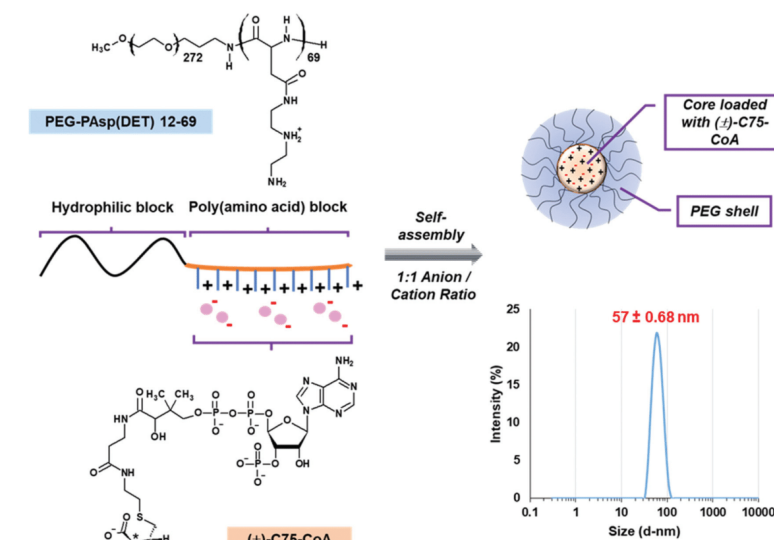 H₃C
O
O
272
N
H
O
H
N
H
69
O
NH
NH₂⁺
NH₂
PEG-PAsp(DET) 12-69
Hydrophilic block
Poly(amino) acid block
Self-
assembly
1:1 Anion /
Cation Ratio
Core loaded
with (±)-C75-
CoA
PEG shell
57 ± 0.68 nm
Intensity (%)
25
20
15
10
5
0
0.1 1 10 100 1000 10000
Size (d-nm)
NH₂
N
N
N
N
O
H₃C CH₃
HN
OH
O
O
P
O
P
O
O⁻
O⁻
O
O
O
O⁻
P
O
O⁻
OH
O
NH
S
O
O⁻
*
H
(±)-C75-CoA